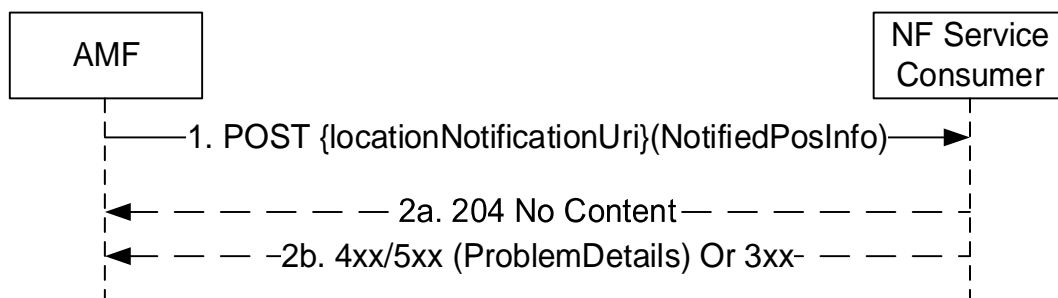 AMF
NF Service
Consumer
1. POST {locationNotificationUri}(NotifiedPosInfo)
2a. 204 No Content
2b. 4xx/5xx (ProblemDetails) Or 3xx